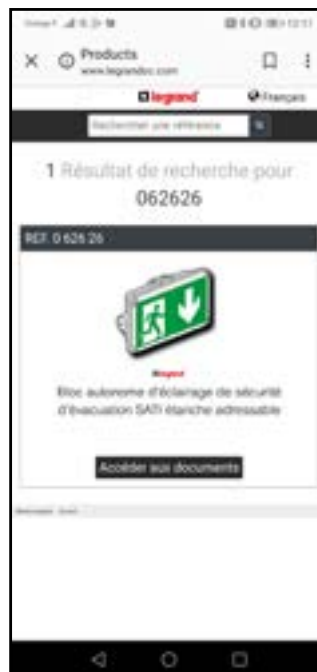 Products
www.legranddoc.com
legrand
Français
Rechercher une référence
1 Résultat de recherche pour
062626
REF. 0 626 26
legrand
Bloc autonome d'éclairage de sécurité
d'évacuation SATI étanche adressable
Accéder aux documents